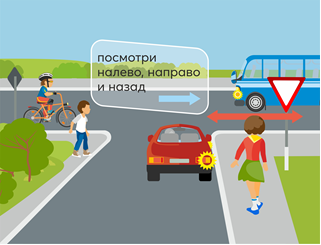 посмотри
налево, направо
и назад